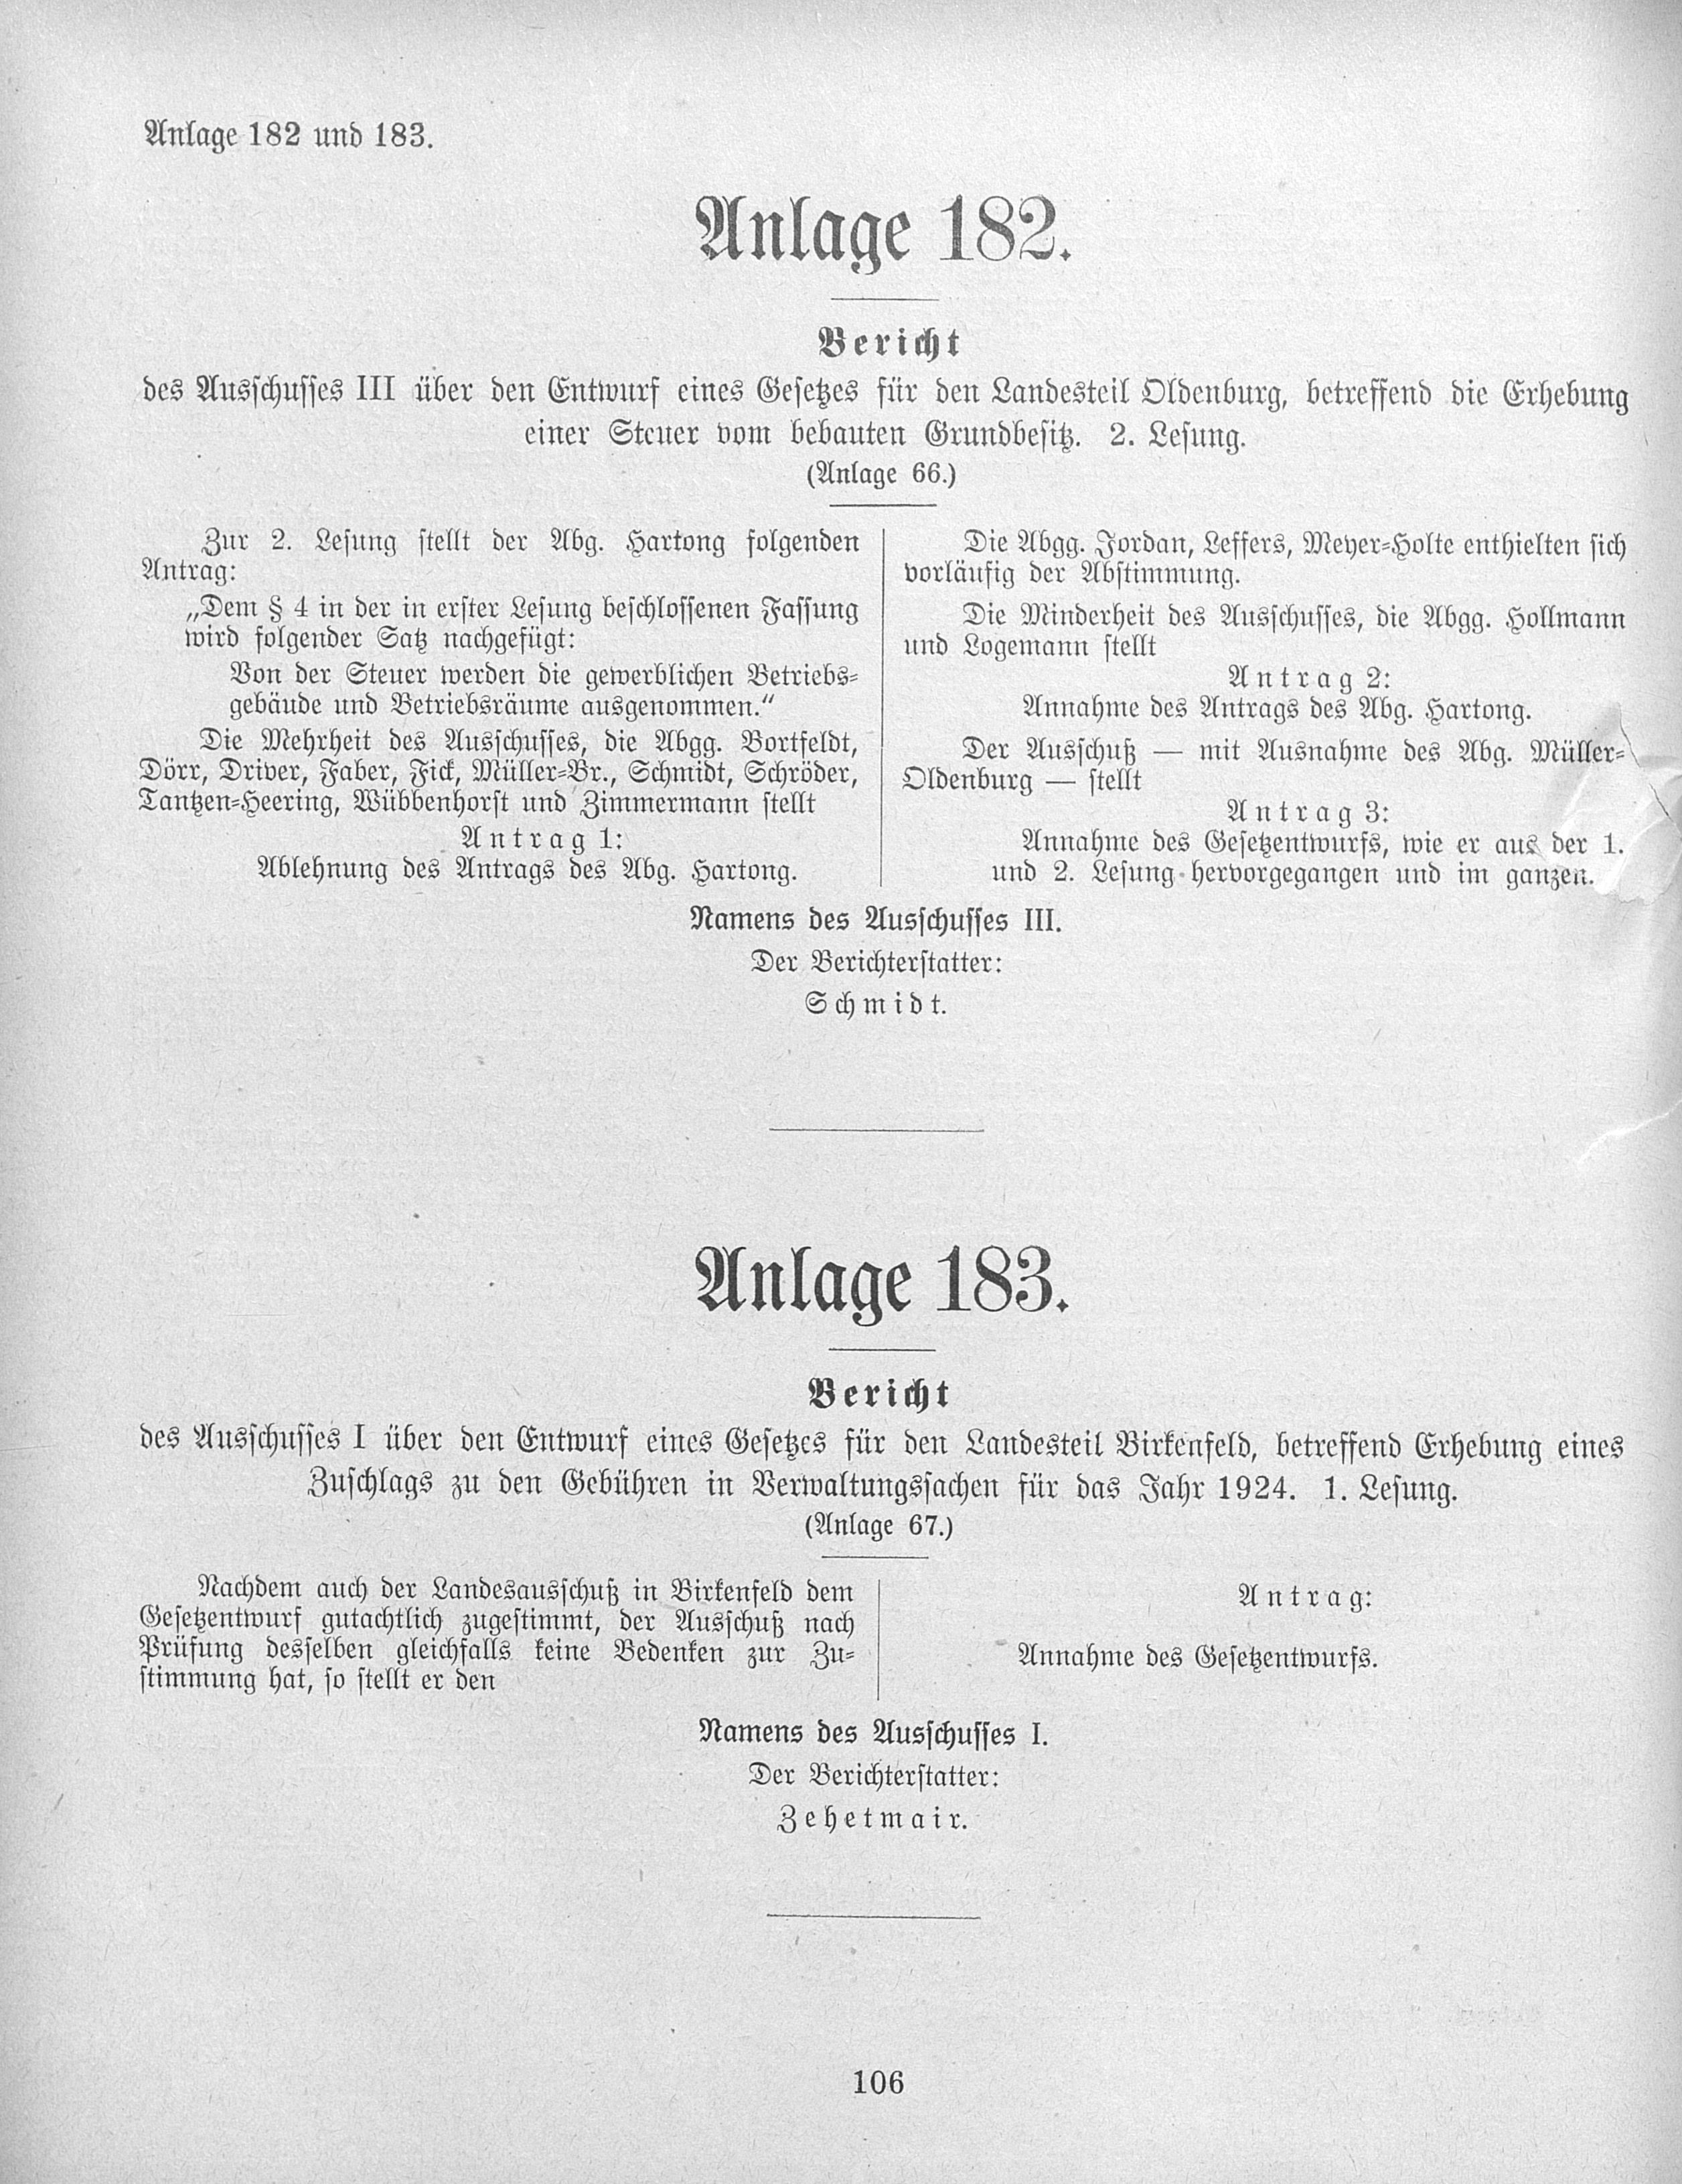 Anlage 182 und 183.
Anlage 182.
Bericht
des Ausschusses III über den Entwurf eines Gesetzes für den Landesteil Oldenburg, betreffend die Erhebung
einer Steuer vom bebauten Grundbesitz. 2. Lesung.
(Anlage 66.)
Zur 2. Lesung stellt der Abg. Hartong folgenden
Antrag:
„Dem § 4 in der in erster Lesung beschlossenen Fassung
wird folgender Satz nachgefügt:
Von der Steuer werden die gewerblichen Betriebs-
gebäude und Betriebsräume ausgenommen.“
Die Mehrheit des Ausschusses, die Abgg. Bortfeldt,
Dörr, Driver, Faber, Fick, Müller-Br., Schmidt, Schröder,
Tantzen-Heering, Wübbenhorst und Zimmermann stellt
Antrag 1:
Ablehnung des Antrags des Abg. Hartong.
Die Abgg. Jordan, Leffers, Meyer-Holte enthielten sich
vorläufig der Abstimmung.
Die Minderheit des Ausschusses, die Abgg. Hollmann
und Logemann stellt
Antrag 2:
Annahme des Antrags des Abg. Hartong.
Der Ausschuß — mit Ausnahme des Abg. Müller-
Oldenburg — stellt
Antrag 3:
Annahme des Gesetzentwurfs, wie er aus der 1.
und 2. Lesung hervorgegangen und im ganzen.
Namens des Ausschusses III.
Der Berichterstatter:
Schmidt.
Anlage 183.
Bericht
des Ausschusses I über den Entwurf eines Gesetzes für den Landesteil Birkenfeld, betreffend Erhebung eines
Zuschlags zu den Gebühren in Verwaltungssachen für das Jahr 1924. 1. Lesung.
(Anlage 67.)
Nachdem auch der Landesausschuß in Birkenfeld dem
Gesetzentwurf gutachtlich zugestimmt, der Ausschuß nach
Prüfung desselben gleichfalls keine Bedenken zur Zu-
stimmung hat, so stellt er den
Antrag:
Annahme des Gesetzentwurfs.
Namens des Ausschusses I.
Der Berichterstatter:
Zehetmair.
106